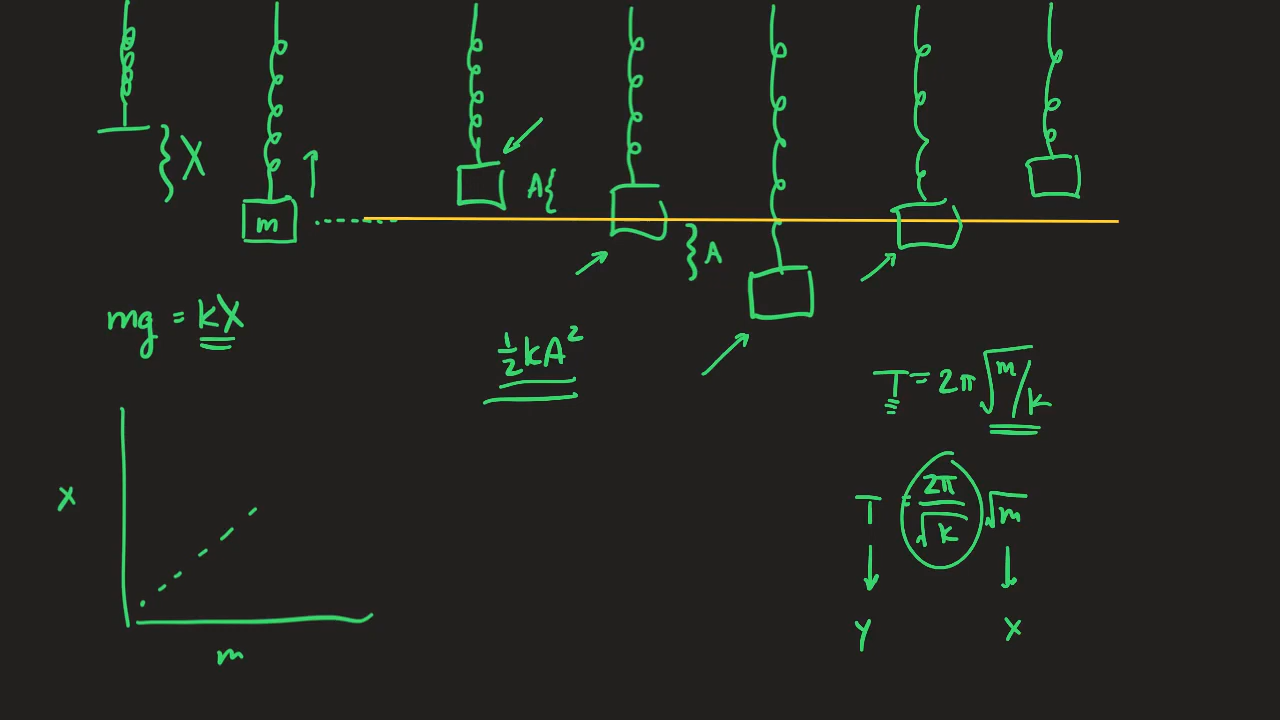 X
m
A
A
mg = kX
½kA²
T = 2π√m/k
T = 2π/√k √m
Y X
X
m